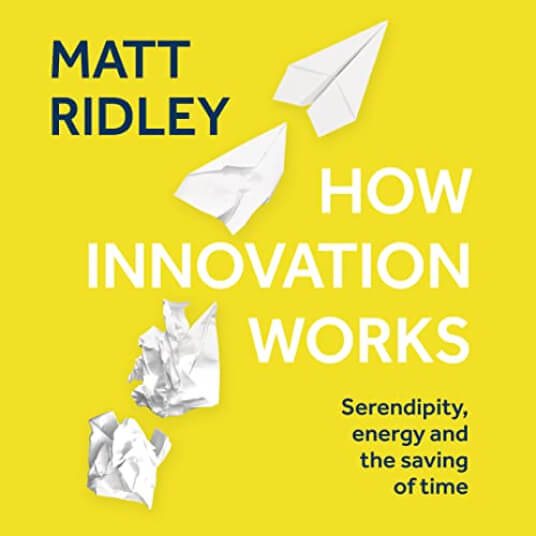 MATT
RIDLEY
HOW
INNOVATION
WORKS
Serendipity,
energy and
the saving
of time